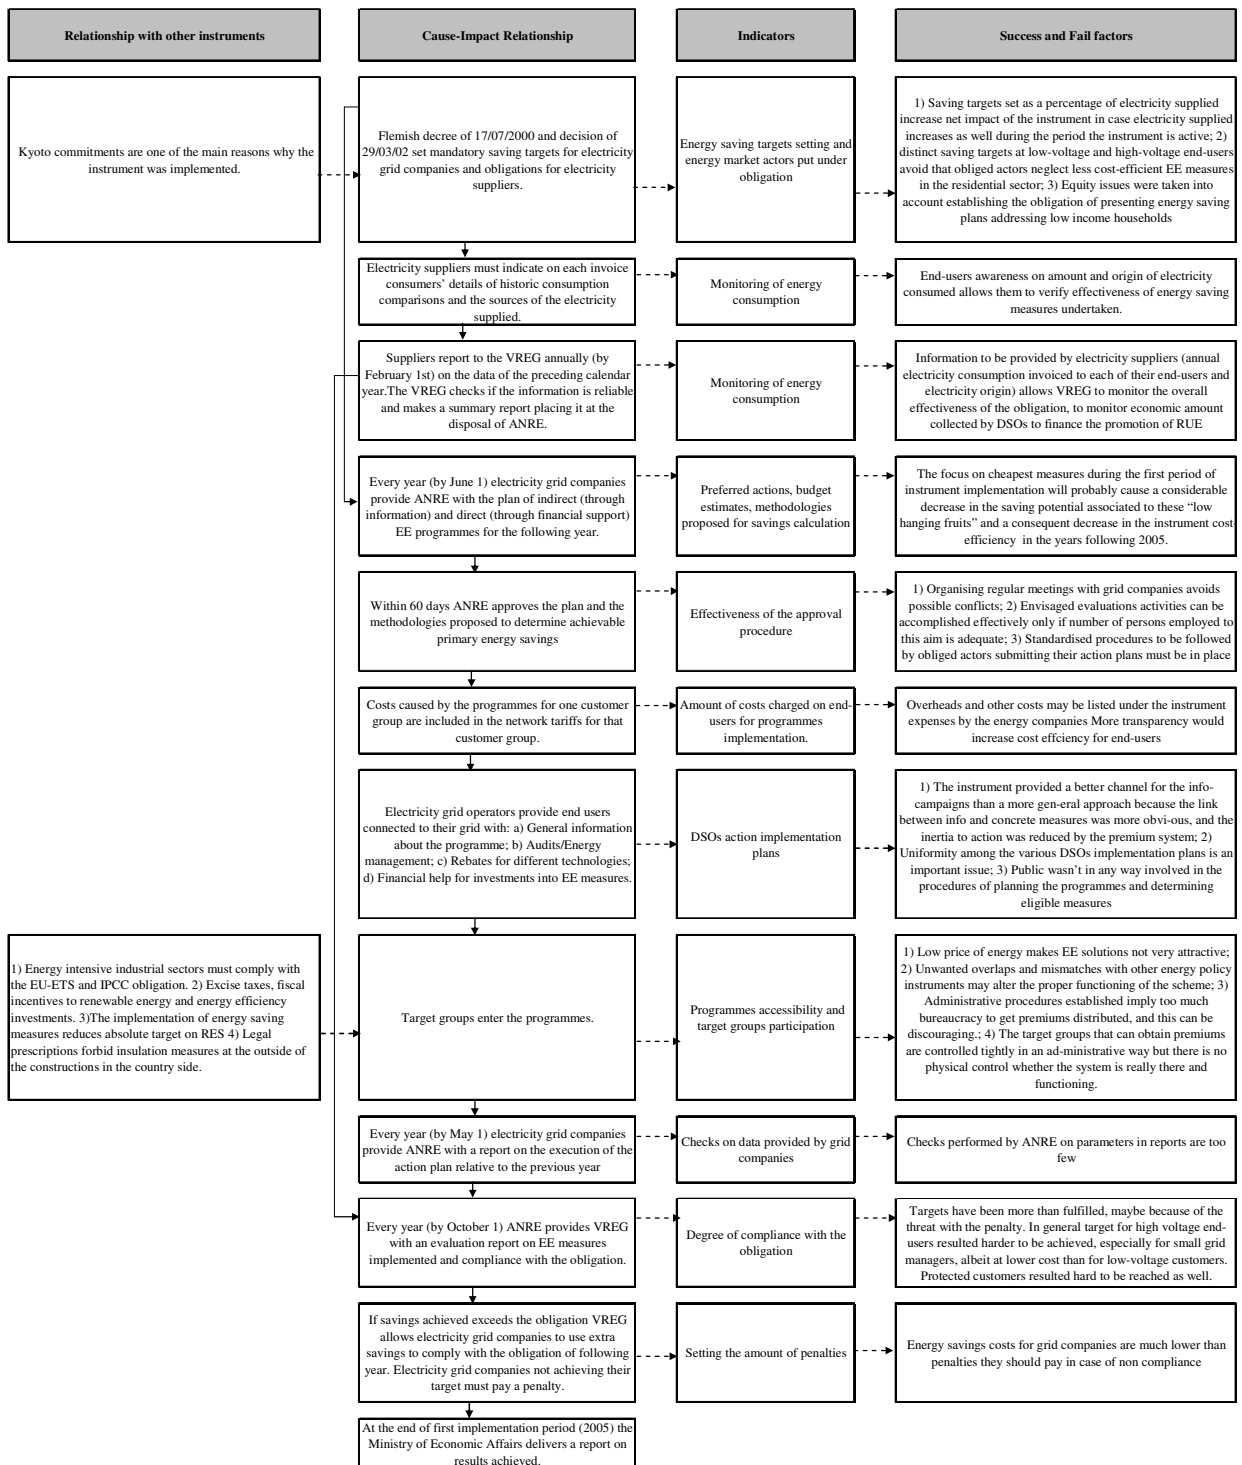 Relationship with other instruments
Cause-Impact Relationship
Indicators
Success and Fail factors
Kyoto commitments are one of the main reasons why the
instrument was implemented.
Flemish decree of 17/07/2000 and decision of
29/03/02 set mandatory saving targets for electricity
grid companies and obligations for electricity
suppliers.
Energy saving targets setting and
energy market actors put under
obligation
1) Saving targets set as a percentage of electricity supplied
increase net impact of the instrument in case electricity supplied
increases as well during the period the instrument is active; 2)
distinct saving targets at low-voltage and high-voltage end-users
avoid that obliged actors neglect less cost-efficient EE measures
in the residential sector; 3) Equity issues were taken into
account establishing the obligation of presenting energy saving
plans addressing low income households
Electricity suppliers must indicate on each invoice
consumers' details of historic consumption
comparisons and the sources of the electricity
supplied.
Monitoring of energy
consumption
End-users awareness on amount and origin of electricity
consumed allows them to verify effectiveness of energy saving
measures undertaken.
Suppliers report to the VREG annually (by
February 1st) on the data of the preceding calendar
year.The VREG checks if the information is reliable
and makes a summary report placing it at the
disposal of ANRE.
Monitoring of energy
consumption
Information to be provided by electricity suppliers (annual
electricity consumption invoiced to each of their end-users and
electricity origin) allows VREG to monitor the overall
effectiveness of the obligation, to monitor economic amount
collected by DSOs to finance the promotion of RUE
Every year (by June 1) electricity grid companies
provide ANRE with the plan of indirect (through
information) and direct (through financial support)
EE programmes for the following year.
Preferred actions, budget
estimates, methodologies
proposed for savings calculation
The focus on cheapest measures during the first period of
instrument implementation will probably cause a considerable
decrease in the saving potential associated to these “low
hanging fruits” and a consequent decrease in the instrument cost-
efficiency in the years following 2005.
Within 60 days ANRE approves the plan and the
methodologies proposed to determine achievable
primary energy savings
Effectiveness of the approval
procedure
1) Organising regular meetings with grid companies avoids
possible conflicts; 2) Envisaged evaluations activities can be
accomplished effectively only if number of persons employed to
this aim is adequate; 3) Standardised procedures to be followed
by obliged actors submitting their action plans must be in place
Costs caused by the programmes for one customer
group are included in the network tariffs for that
customer group.
Amount of costs charged on end-
users for programmes
implementation.
Overheads and other costs may be listed under the instrument
expenses by the energy companies More transparency would
increase cost effciency for end-users
Electricity grid operators provide end users
connected to their grid with: a) General information
about the programme; b) Audits/Energy
management; c) Rebates for different technologies;
d) Financial help for investments into EE measures.
DSOs action implementation
plans
1) The instrument provided a better channel for the info-
campaigns than a more gen-eral approach because the link
between info and concrete measures was more obvi-ous, and the
inertia to action was reduced by the premium system; 2)
Uniformity among the various DSOs implementation plans is an
important issue; 3) Public wasn't in any way involved in the
procedures of planning the programmes and determining
eligible measures
1) Energy intensive industrial sectors must comply with
the EU-ETS and IPCC obligation. 2) Excise taxes, fiscal
incentives to renewable energy and energy efficiency
investments. 3)The implementation of energy saving
measures reduces absolute target on RES 4) Legal
prescriptions forbid insulation measures at the outside of
the constructions in the country side.
Target groups enter the programmes.
Programmes accessibility and
target groups participation
1) Low price of energy makes EE solutions not very attractive;
2) Unwanted overlaps and mismatches with other energy policy
instruments may alter the proper functioning of the scheme; 3)
Administrative procedures established imply too much
bureaucracy to get premiums distributed, and this can be
discouraging.; 4) The target groups that can obtain premiums
are controlled tightly in an ad-ministrative way but there is no
physical control whether the system is really there and
functioning.
Every year (by May 1) electricity grid companies
provide ANRE with a report on the execution of the
action plan relative to the previous year
Checks on data provided by grid
companies
Checks performed by ANRE on parameters in reports are too
few
Every year (by October 1) ANRE provides VREG
with an evaluation report on EE measures
implemented and compliance with the obligation.
Degree of compliance with the
obligation
Targets have been more than fulfilled, maybe because of the
threat with the penalty. In general target for high voltage end-
users resulted harder to be achieved, especially for small grid
managers, albeit at lower cost than for low-voltage customers.
Protected customers resulted hard to be reached as well.
If savings achieved exceeds the obligation VREG
allows electricity grid companies to use extra
savings to comply with the obligation of following
year. Electricity grid companies not achieving their
target must pay a penalty.
Setting the amount of penalties
Energy savings costs for grid companies are much lower than
penalties they should pay in case of non compliance
At the end of first implementation period (2005) the
Ministry of Economic Affairs delivers a report on
results achieved.